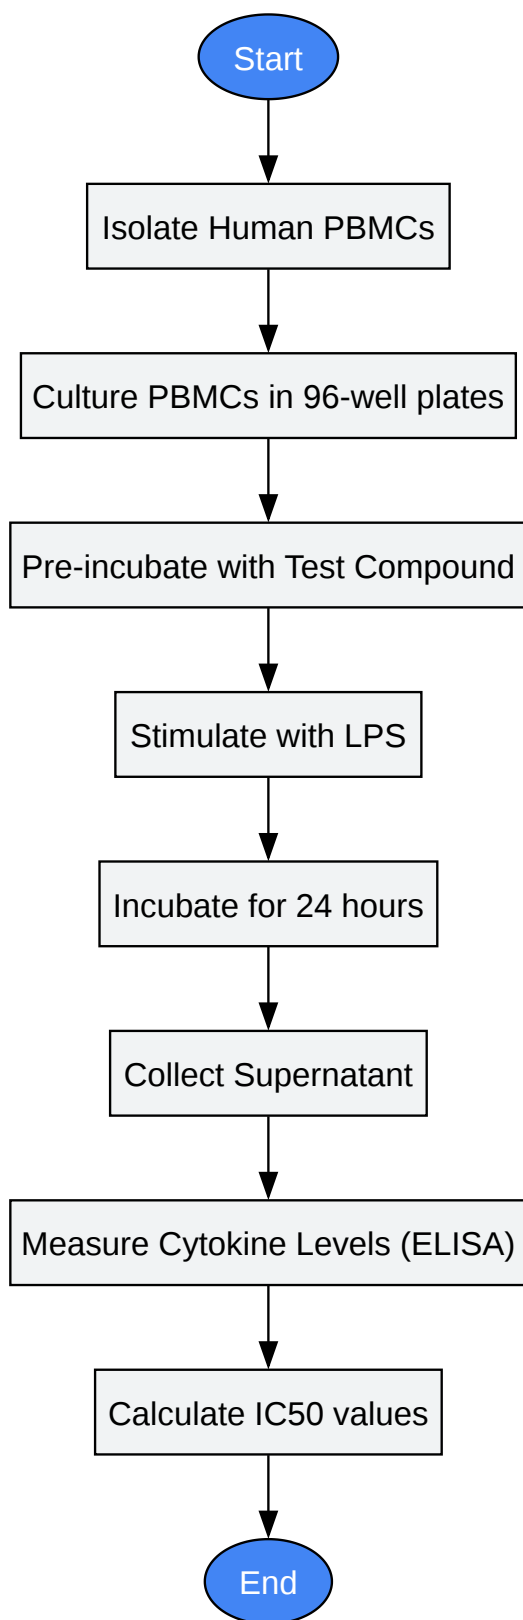 Start
Isolate Human PBMCs
Culture PBMCs in 96-well plates
Pre-incubate with Test Compound
Stimulate with LPS
Incubate for 24 hours
Collect Supernatant
Measure Cytokine Levels (ELISA)
Calculate IC50 values
End